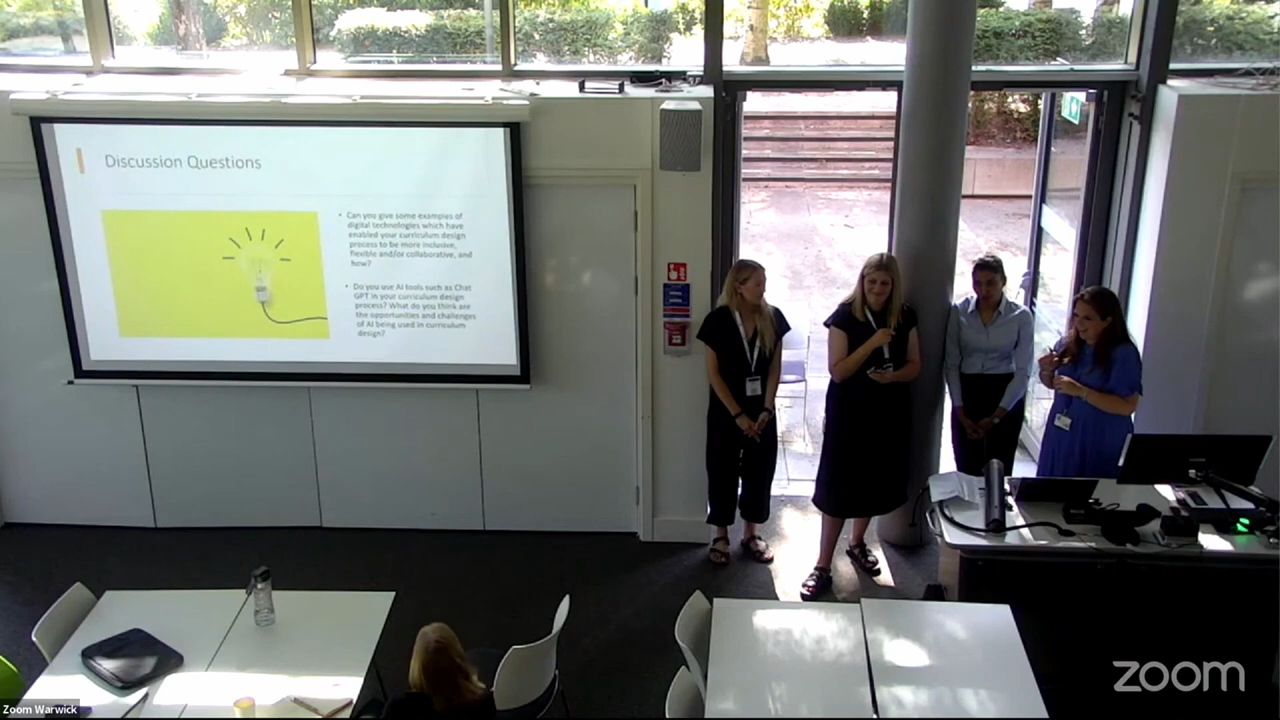 Discussion Questions
• Can you give some examples of
digital technologies which have
enabled your curriculum design
process to be more inclusive,
flexible and/or collaborative, and
how?
• Do you use AI tools such as Chat
GPT in your curriculum design
process? What do you think are
the opportunities and challenges
of AI being used in curriculum
design?
zoom
Zoom Warwick